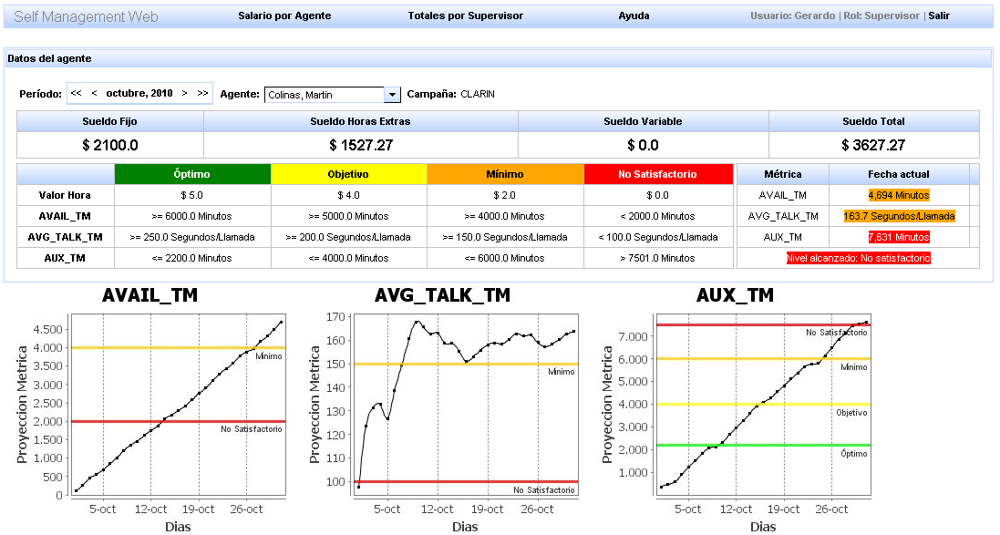 Self Management Web Salario por Agente Totales por Supervisor Ayuda Usuario: Gerardo | Rol: Supervisor | Salir
Datos del agente
Período: << < octubre, 2010 > >> Agente: Colinas, Martin Campaña: CLARIN
Sueldo Fijo Sueldo Horas Extras Sueldo Variable Sueldo Total
$ 2100.0 $ 1527.27 $ 0.0 $ 3627.27
Óptimo Objetivo Mínimo No Satisfactorio Métrica Fecha actual
Valor Hora $ 5.0 $ 4.0 $ 2.0 $ 0.0 AVAIL_TM 4,694 Minutos
AVAIL_TM >= 6000.0 Minutos >= 5000.0 Minutos >= 4000.0 Minutos < 2000.0 Minutos AVG_TALK_TM 163.7 Segundos/Llamada
AVG_TALK_TM >= 250.0 Segundos/Llamada >= 200.0 Segundos/Llamada >= 150.0 Segundos/Llamada < 100.0 Segundos/Llamada AUX_TM 7,631 Minutos
AUX_TM <= 2200.0 Minutos <= 4000.0 Minutos <= 6000.0 Minutos > 7501.0 Minutos Nivel alcanzado: No satisfactorio
AVAIL_TM
Proyeccion Metrica
4.500
4.000
3.500
3.000
2.500
2.000
1.500
1.000
500
0
Mínimo
No Satisfactorio
5-oct 12-oct 19-oct 26-oct
Dias
AVG_TALK_TM
Proyeccion Metrica
170
160
150
140
130
120
110
100
Mínimo
No Satisfactorio
5-oct 12-oct 19-oct 26-oct
Dias
AUX_TM
Proyeccion Metrica
7.000
6.000
5.000
4.000
3.000
2.000
1.000
No Satisfactorio
Mínimo
Objetivo
Óptimo
5-oct 12-oct 19-oct 26-oct
Dias